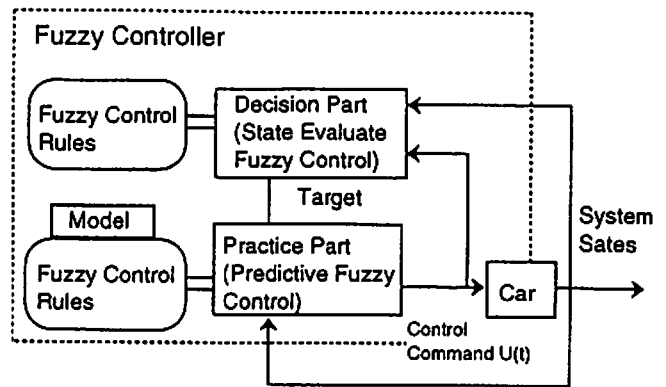 Fuzzy Controller
Fuzzy Control
Rules
Decision Part
(State Evaluate
Fuzzy Control)
Target
Model
Fuzzy Control
Rules
Practice Part
(Predictive Fuzzy
Control)
System
Sates
Car
Control
Command U(t)